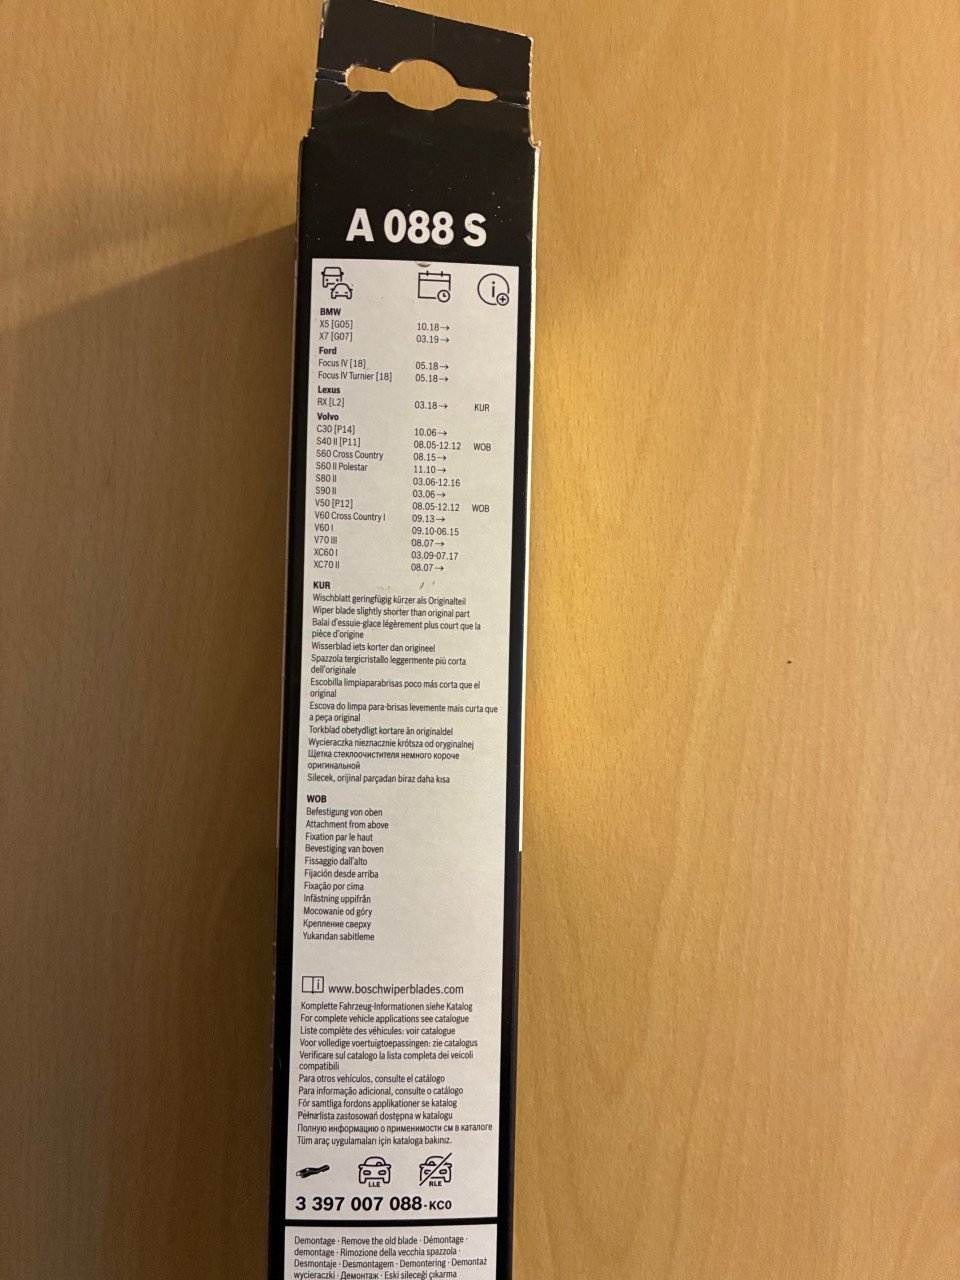 A 088 S
BMW
X5 [G05] 10.18→
X7 [G07] 03.19→
Ford
Focus IV [18] 05.18→
Focus IV Turnier [18] 05.18→
Lexus
RX [L2] 03.18→ KUR
Volvo
C30 [P14] 10.06→
S40 II [P11] 08.05-12.12 WOB
S60 Cross Country 08.15→
S60 II Polestar 11.10→
S80 II 03.06-12.16
S90 II 03.06→
V50 [P12] 08.05-12.12 WOB
V60 Cross Country I 09.13→
V60 I 09.10-06.15
V70 III 08.07→
XC60 I 03.09-07.17
XC70 II 08.07→
KUR
Wischblatt geringfügig kürzer als Originalteil
Wiper blade slightly shorter than original part
Balai d'essuie-glace légèrement plus court que la
pièce d'origine
Wisserblad iets korter dan origineel
Spazzola tergicristallo leggermente più corta
dell'originale
Escobilla limpiaparabrisas poco más corta que el
original
Escova do limpa para-brisas levemente mais curta que
a peça original
Torkblad obetydligt kortare än originaldel
Wycieraczka nieznacznie krótsza od oryginalnej
Щетка стеклоочистителя немного короче
оригинальной
Silecek, orijinal parçadan biraz daha kısa
WOB
Befestigung von oben
Attachment from above
Fixation par le haut
Bevestiging van boven
Fissaggio dall'alto
Fijación desde arriba
Fixação por cima
Infästning uppifrån
Mocowanie od góry
Крепление сверху
Yukarıdan sabitleme
www.boschwiperblades.com
Komplette Fahrzeug-Informationen siehe Katalog
For complete vehicle applications see catalogue
Liste complète des véhicules: voir catalogue
Voor volledige voertuigtoepassingen: zie catalogus
Verificare sul catalogo la lista completa dei veicoli
compatibili
Para otros vehículos, consulte el catálogo
Para informação adicional, consulte o catálogo
För samtliga fordons applikationer se katalog
Pełna lista zastosowań dostępna w katalogu
Полную информацию о применимости см в каталоге
Tüm araç uygulamaları için kataloga bakınız.
LLE RLE
3 397 007 088-KC0
Demontage · Remove the old blade · Démontage ·
demontage · Rimozione della vecchia spazzola ·
Desmontaje · Desmontagem · Demontering · Demontaż
wycieraczki · Демонтаж · Eski sileceği çıkarma